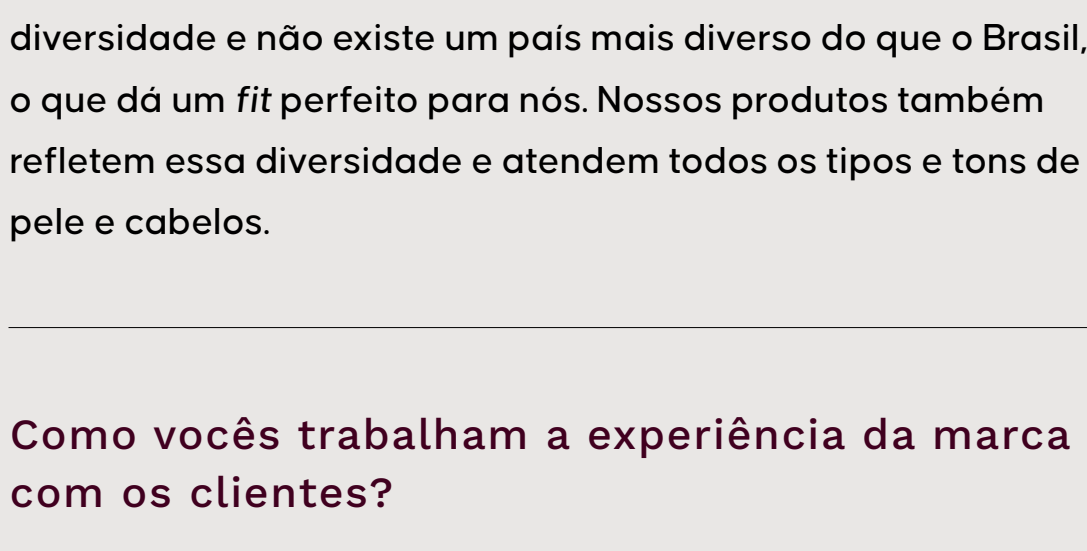 diversidade e não existe um país mais diverso do que o Brasil,
o que dá um fit perfeito para nós. Nossos produtos também
refletem essa diversidade e atendem todos os tipos e tons de
pele e cabelos.
Como vocês trabalham a experiência da marca
com os clientes?